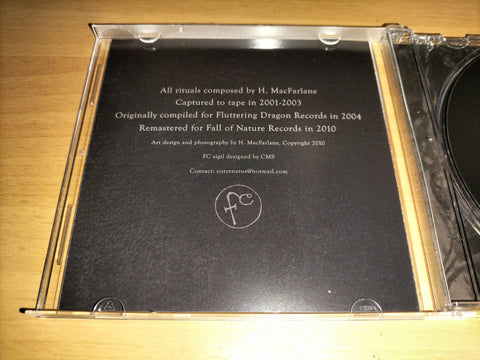 All rituals composed by H. MacFarlane
Captured to tape in 2001-2003
Originally compiled for Fluttering Dragon Records in 2004
Remastered for Fall of Nature Records in 2010
Art design and photography by H. MacFarlane, Copyright 2010
FC sigil designed by CMS
Contact: sistrenatus@hotmail.com
FC